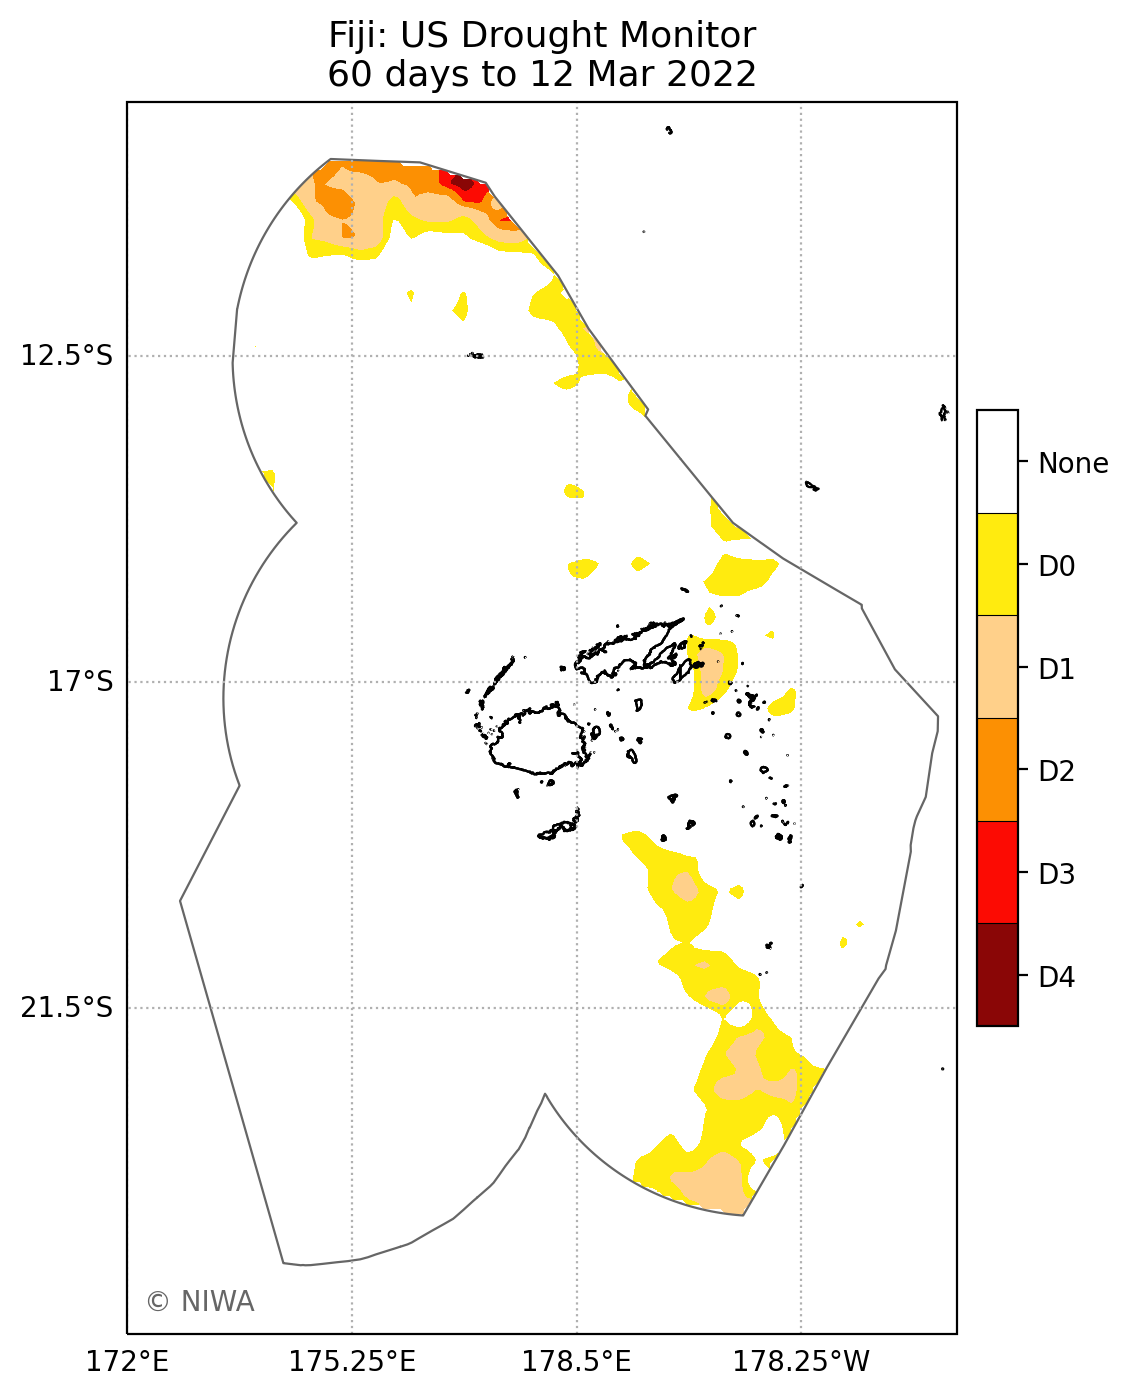 Fiji: US Drought Monitor
60 days to 12 Mar 2022
12.5°S
17°S
21.5°S
None
D0
D1
D2
D3
D4
© NIWA
172°E
175.25°E
178.5°E
178.25°W